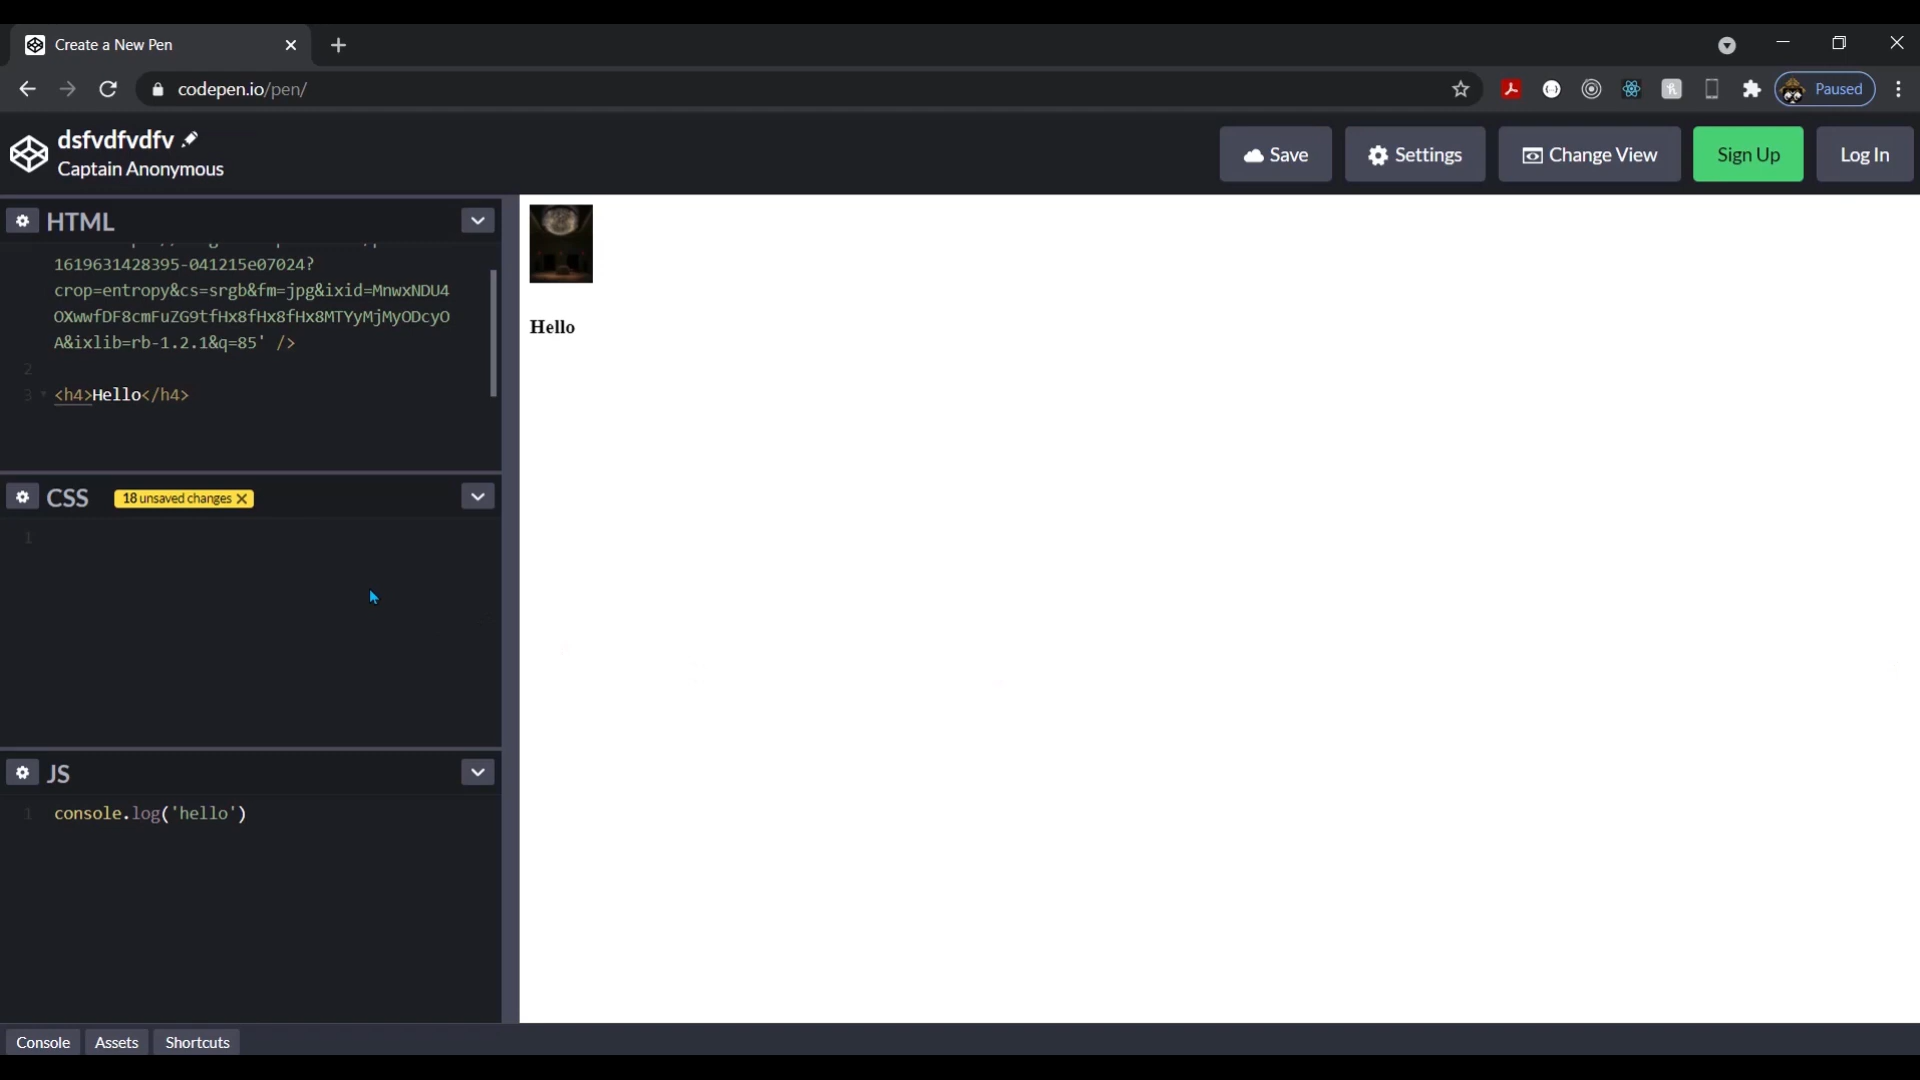 Create a New Pen
codepen.io/pen/
Paused
dsfvdfvdfv
Captain Anonymous
Save
Settings
Change View
Sign Up
Log In
HTML
1619631428395-041215e07024?
crop=entropy&cs=srgb&fm=jpg&ixid=MnwxNDU4
OXwwfDF8cmFuZG9tfHx8fHx8fHx8MTYyMjMyODcyO
A&ixlib=rb-1.2.1&q=85' />
2
3 <h4>Hello</h4>
CSS
18 unsaved changes
1
JS
1 console.log('hello')
Console
Assets
Shortcuts
Hello